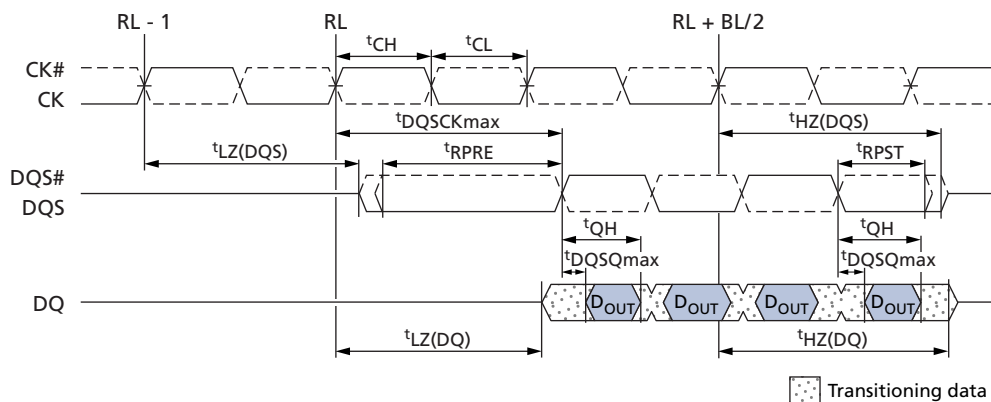 RL - 1 RL RL + BL/2
tCH tCL
CK#
CK
tDQSCKmax tHZ(DQS)
tLZ(DQS) tRPRE tRPST
DQS#
DQS
tQH tQH
tDQSQmax tDQSQmax
DQ DOUT DOUT DOUT DOUT
tLZ(DQ) tHZ(DQ)
Transitioning data